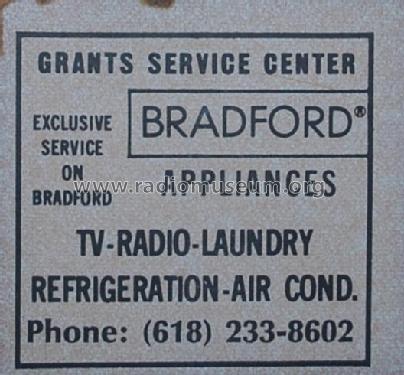 GRANTS SERVICE CENTER
EXCLUSIVE
SERVICE
ON
BRADFORD
BRADFORD®
APPLIANCES
www.radiomuseum.org
TV-RADIO-LAUNDRY
REFRIGERATION-AIR COND.
Phone: (618) 233-8602